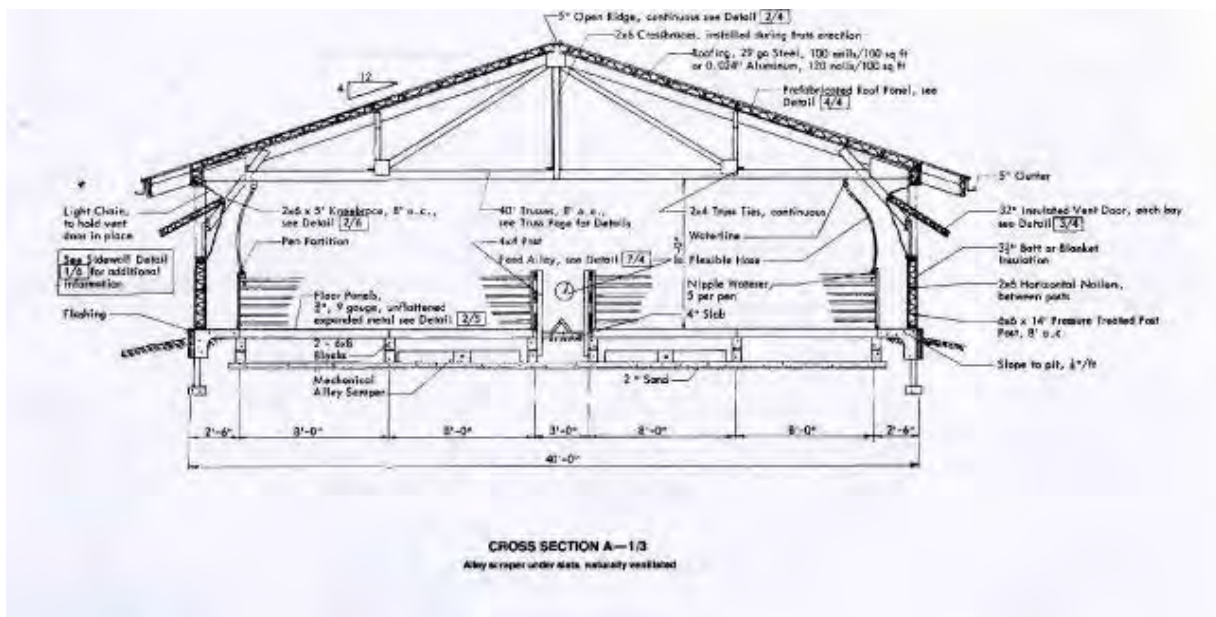 5" Open Ridge, continuous see Detail 2/4
2x6 Crossbraces, installed during truss erection
Roofing, 29 ga Steel, 100 nails/100 sq ft
or 0.024" Aluminum, 120 nails/100 sq ft
12
4
Prefabricated Roof Panel, see
Detail 4/4
5" Gutter
Light Chain,
to hold vent
door in place
2x6 x 5' Kneebrace, 8' o.c.,
see Detail 2/6
40' Trusses, 8' o.c.,
see Truss Page for Details
2x4 Truss Ties, continuous
32" Insulated Vent Door, each bay
see Detail 3/4
Pen Partition
4x4 Post
Waterline
See Sidewall Detail
1/6 for additional
information
Feed Alley, see Detail 7/4
Flexible Hose
3½" Batt or Blanket
Insulation
Nipple Waterer
5 per pen
2x6 Horizontal Nailers,
between posts
Flashing
Floor Panels,
9 gauge, unflattened
expanded metal see Detail 2/5
4" Slab
6x6 x 14' Pressure Treated Post
Post, 8' o.c.
2 - 6x8
Blocks
Mechanical
Alley Scraper
2" Sand
Slope to pit,
2'-6"
8'-0"
8'-0"
3'-0"
8'-0"
8'-0"
2'-6"
40'-0"
CROSS SECTION A—1/3
Alley scraper under slats, naturally ventilated